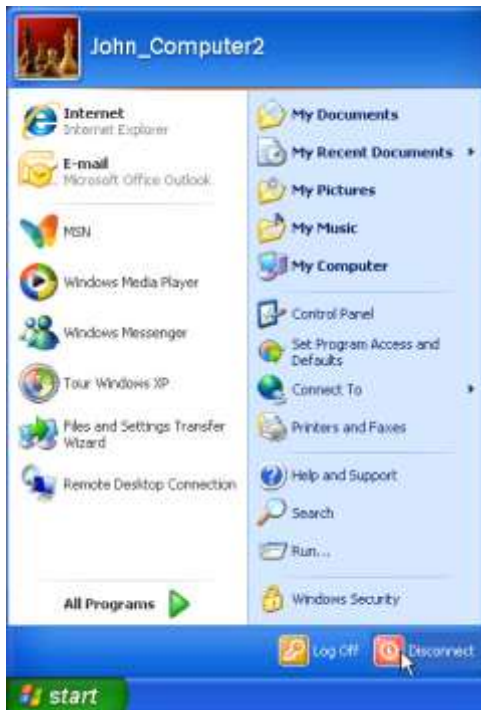 John_Computer2
Internet
Internet Explorer
E-mail
Microsoft Office Outlook
MSN
Windows Media Player
Windows Messenger
Tour Windows XP
Files and Settings Transfer
Wizard
Remote Desktop Connection
All Programs
My Documents
My Recent Documents
My Pictures
My Music
My Computer
Control Panel
Set Program Access and
Defaults
Connect To
Printers and Faxes
Help and Support
Search
Run...
Windows Security
Log Off
Disconnect
start